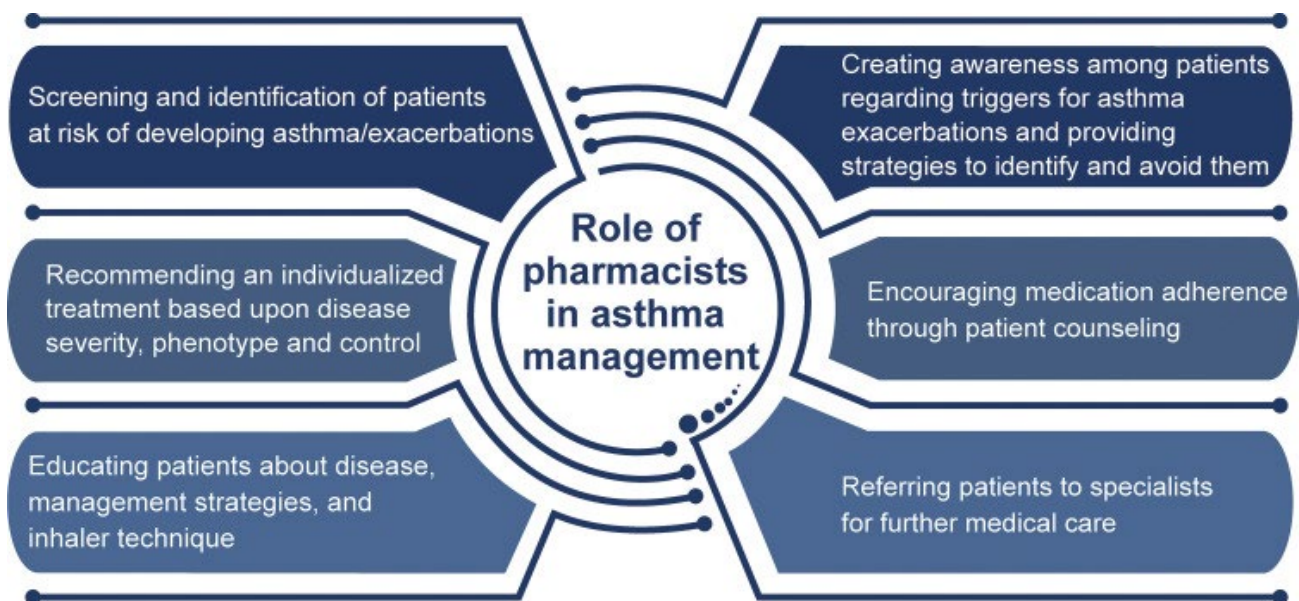 Screening and identification of patients
at risk of developing asthma/exacerbations
Recommending an individualized
treatment based upon disease
severity, phenotype and control
Educating patients about disease,
management strategies, and
inhaler technique
Role of
pharmacists
in asthma
management
Creating awareness among patients
regarding triggers for asthma
exacerbations and providing
strategies to identify and avoid them
Encouraging medication adherence
through patient counseling
Referring patients to specialists
for further medical care